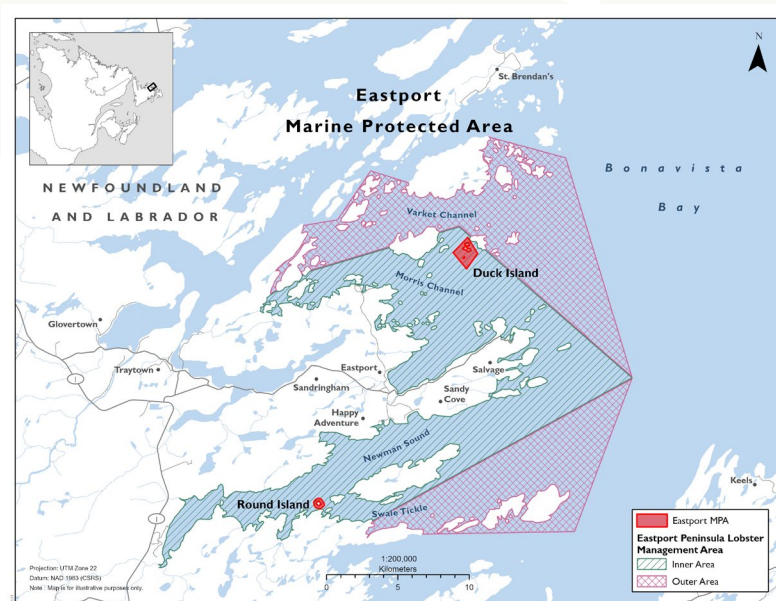 N
St. Brendan's
Eastport
Marine Protected Area
Bonavista
Bay
NEWFOUNDLAND
AND LABRADOR
Varket Channel
Duck Island
Morris Channel
Glovertown
Traytown
Eastport
Salvage
Sandringham
Sandy
Cove
Happy
Adventure
Newman Sound
Keels
Round Island
Swale Tickle
1
1
Eastport MPA
Eastport Peninsula Lobster
Management Area
Inner Area
Outer Area
1:200,000
Kilometers
0 5 10
Projection: UTM Zone 22
Datum: NAD 1983 (CSRS)
Note : Map is for illustrative purposes only.